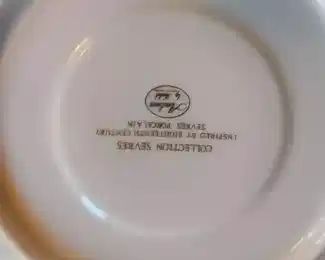 COLLECTION SEVRES
INSPIRED BY EIGHTEENTH CENTURY
SEVRES PORCELAIN